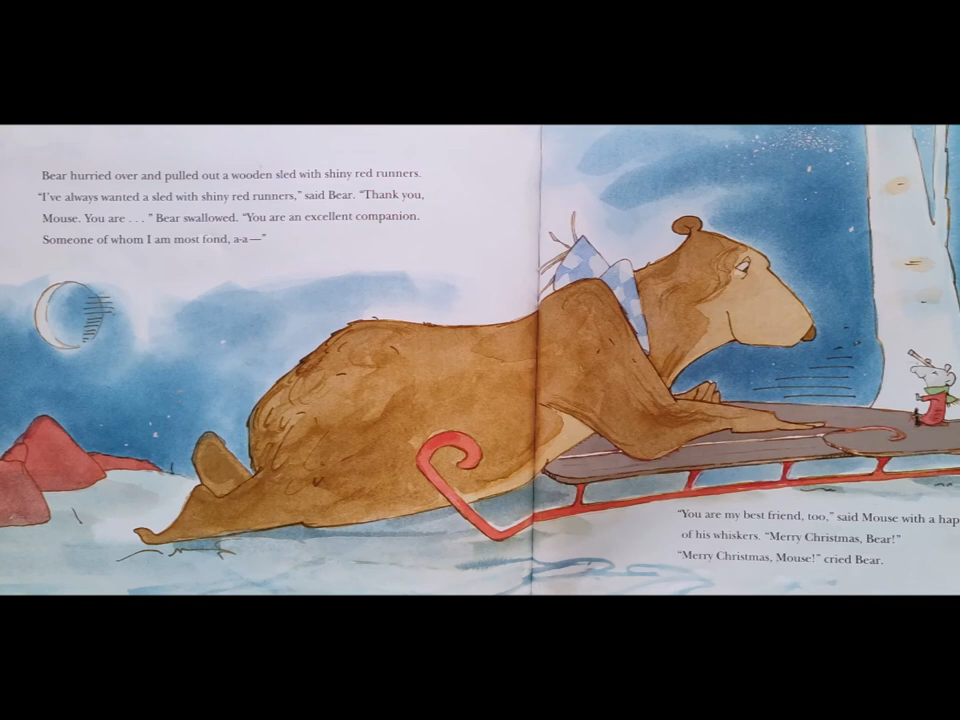 Bear hurried over and pulled out a wooden sled with shiny red runners.
“I’ve always wanted a sled with shiny red runners,” said Bear. “Thank you,
Mouse. You are . . . ” Bear swallowed. “You are an excellent companion.
Someone of whom I am most fond, a-a—”
“You are my best friend, too,” said Mouse with a
of his whiskers. “Merry Christmas, Bear!”
“Merry Christmas, Mouse!” cried Bear.